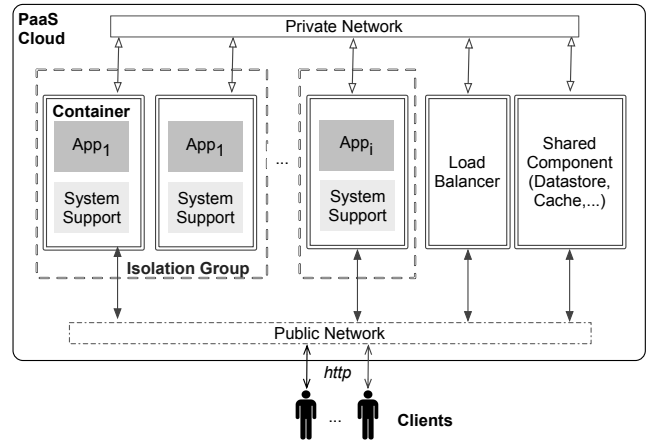 PaaS
Cloud
Private Network
Container
App1
System
Support
App1
System
Support
...
Appi
System
Support
Load
Balancer
Shared
Component
(Datastore,
Cache,...)
Isolation Group
Public Network
http
...
Clients